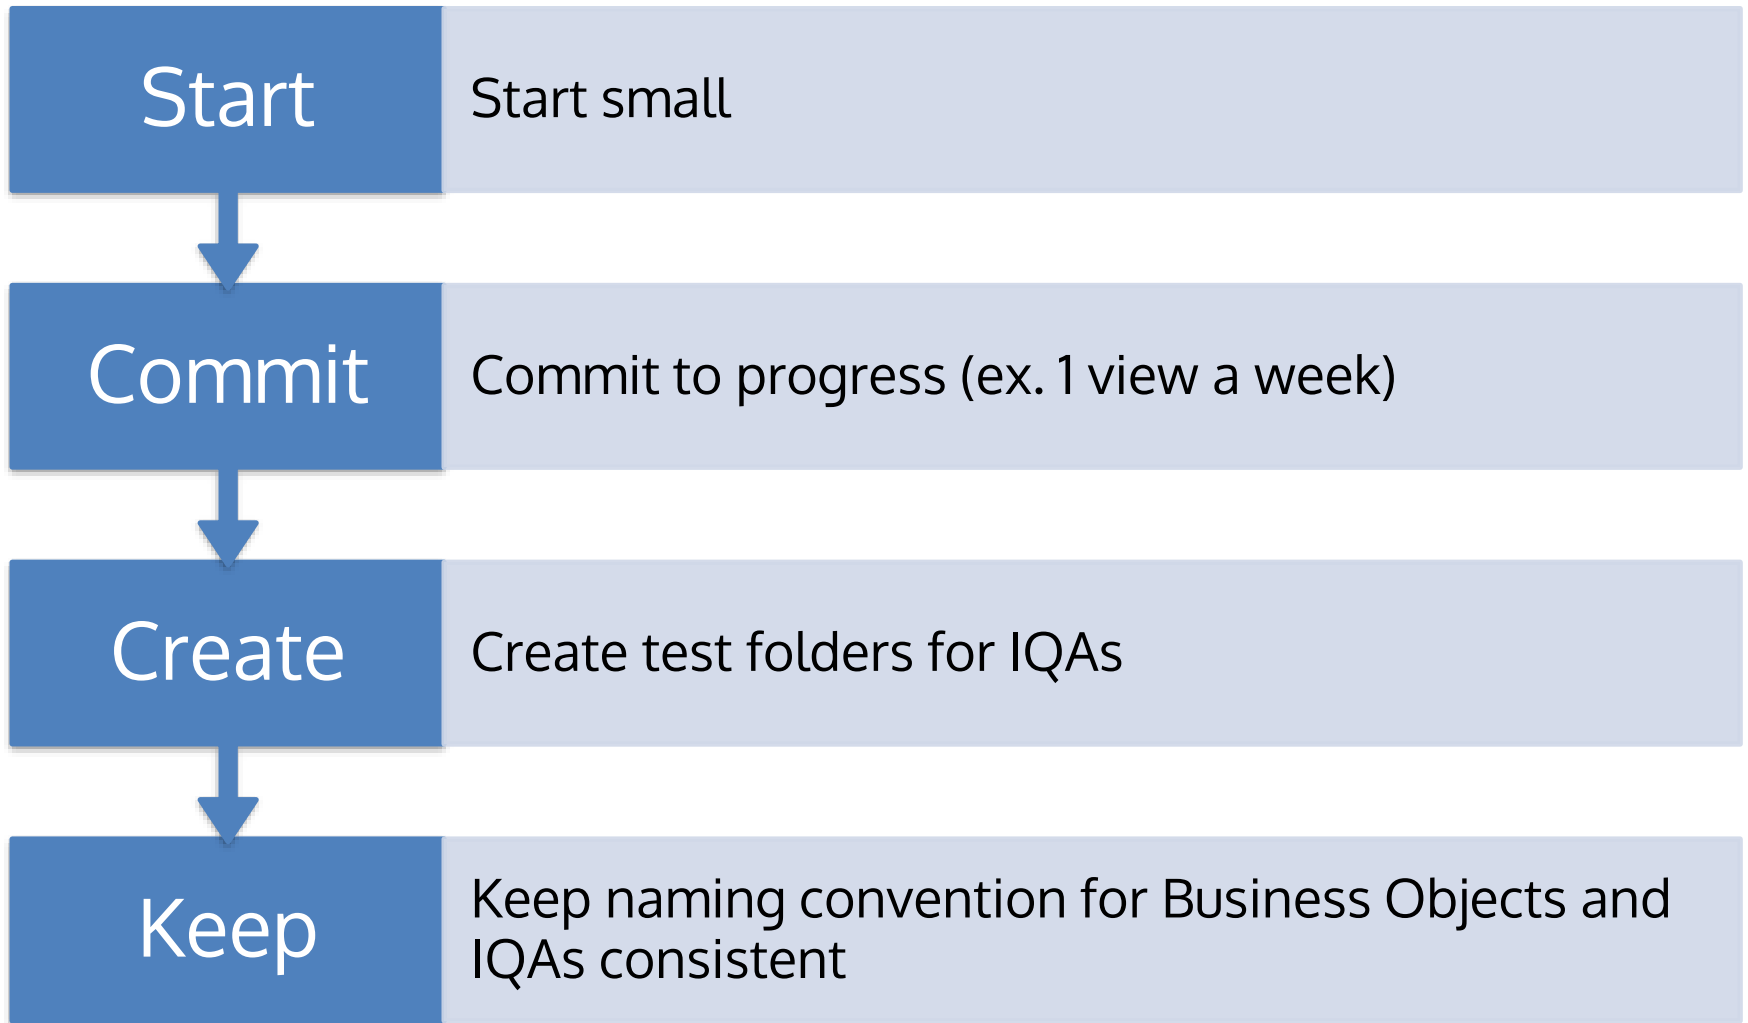 Start
Start small
Commit
Commit to progress (ex. 1 view a week)
Create
Create test folders for IQAs
Keep
Keep naming convention for Business Objects and
IQAs consistent